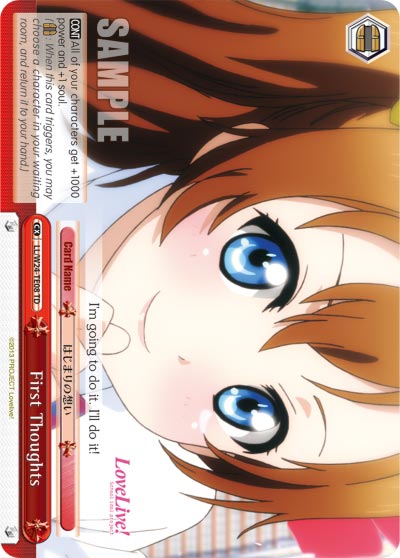 SAMPLE
CONT All of your characters get +1000
power and +1 soul.
( : When this card triggers, you may
choose a character in your waiting
room, and return it to your hand.)
I'm going to do it. I'll do it!
LoveLive!
Card Name
はじまりの想い
CX LL/W24-TE08 TD
First Thoughts
©2013 PROJECT Lovelive!